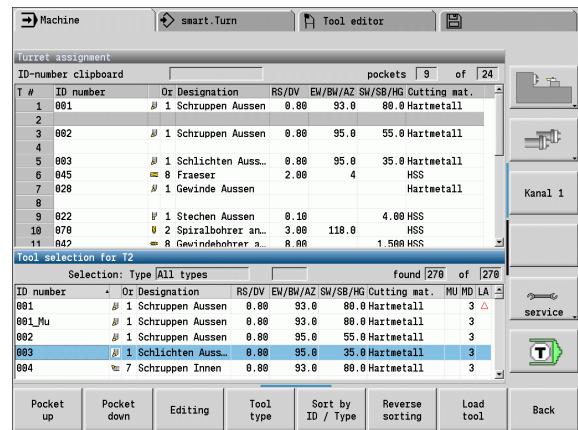 Machine smart.Turn Tool editor
Turret assignment
ID-number clipboard pockets 9 of 24
T # ID number Or Designation RS/DV EW/BW/AZ SW/SB/HG Cutting mat.
1 001 1 Schruppen Aussen 0.80 93.0 80.0 Hartmetall
2
3 002 1 Schruppen Aussen 0.80 95.0 55.0 Hartmetall
4
5 003 1 Schlichten Auss… 0.80 95.0 35.0 Hartmetall
6 045 8 Fraeser 2.00 4 HSS
7 028 1 Gewinde Aussen Hartmetall
8
9 022 1 Stechen Aussen 0.10 4.00 HSS
10 070 2 Spiralbohrer an… 3.00 118.0 HSS
11 042 8 Gewindebohrer a… 8.00 1.500 HSS
Tool selection for T2
Selection: Type All types found 270 of 270
ID number Or Designation RS/DV EW/BW/AZ SW/SB/HG Cutting mat. MU MD LA
001 1 Schruppen Aussen 0.80 93.0 80.0 Hartmetall 3
001_Mu 1 Schruppen Aussen 0.80 93.0 80.0 Hartmetall 3
002 1 Schruppen Aussen 0.80 95.0 55.0 Hartmetall 3
003 1 Schlichten Auss… 0.80 95.0 35.0 Hartmetall 3
004 7 Schruppen Innen 0.80 93.0 80.0 Hartmetall 3
Kanal 1
service
T
Pocket up
Pocket down
Editing
Tool type
Sort by ID / Type
Reverse sorting
Load tool
Back